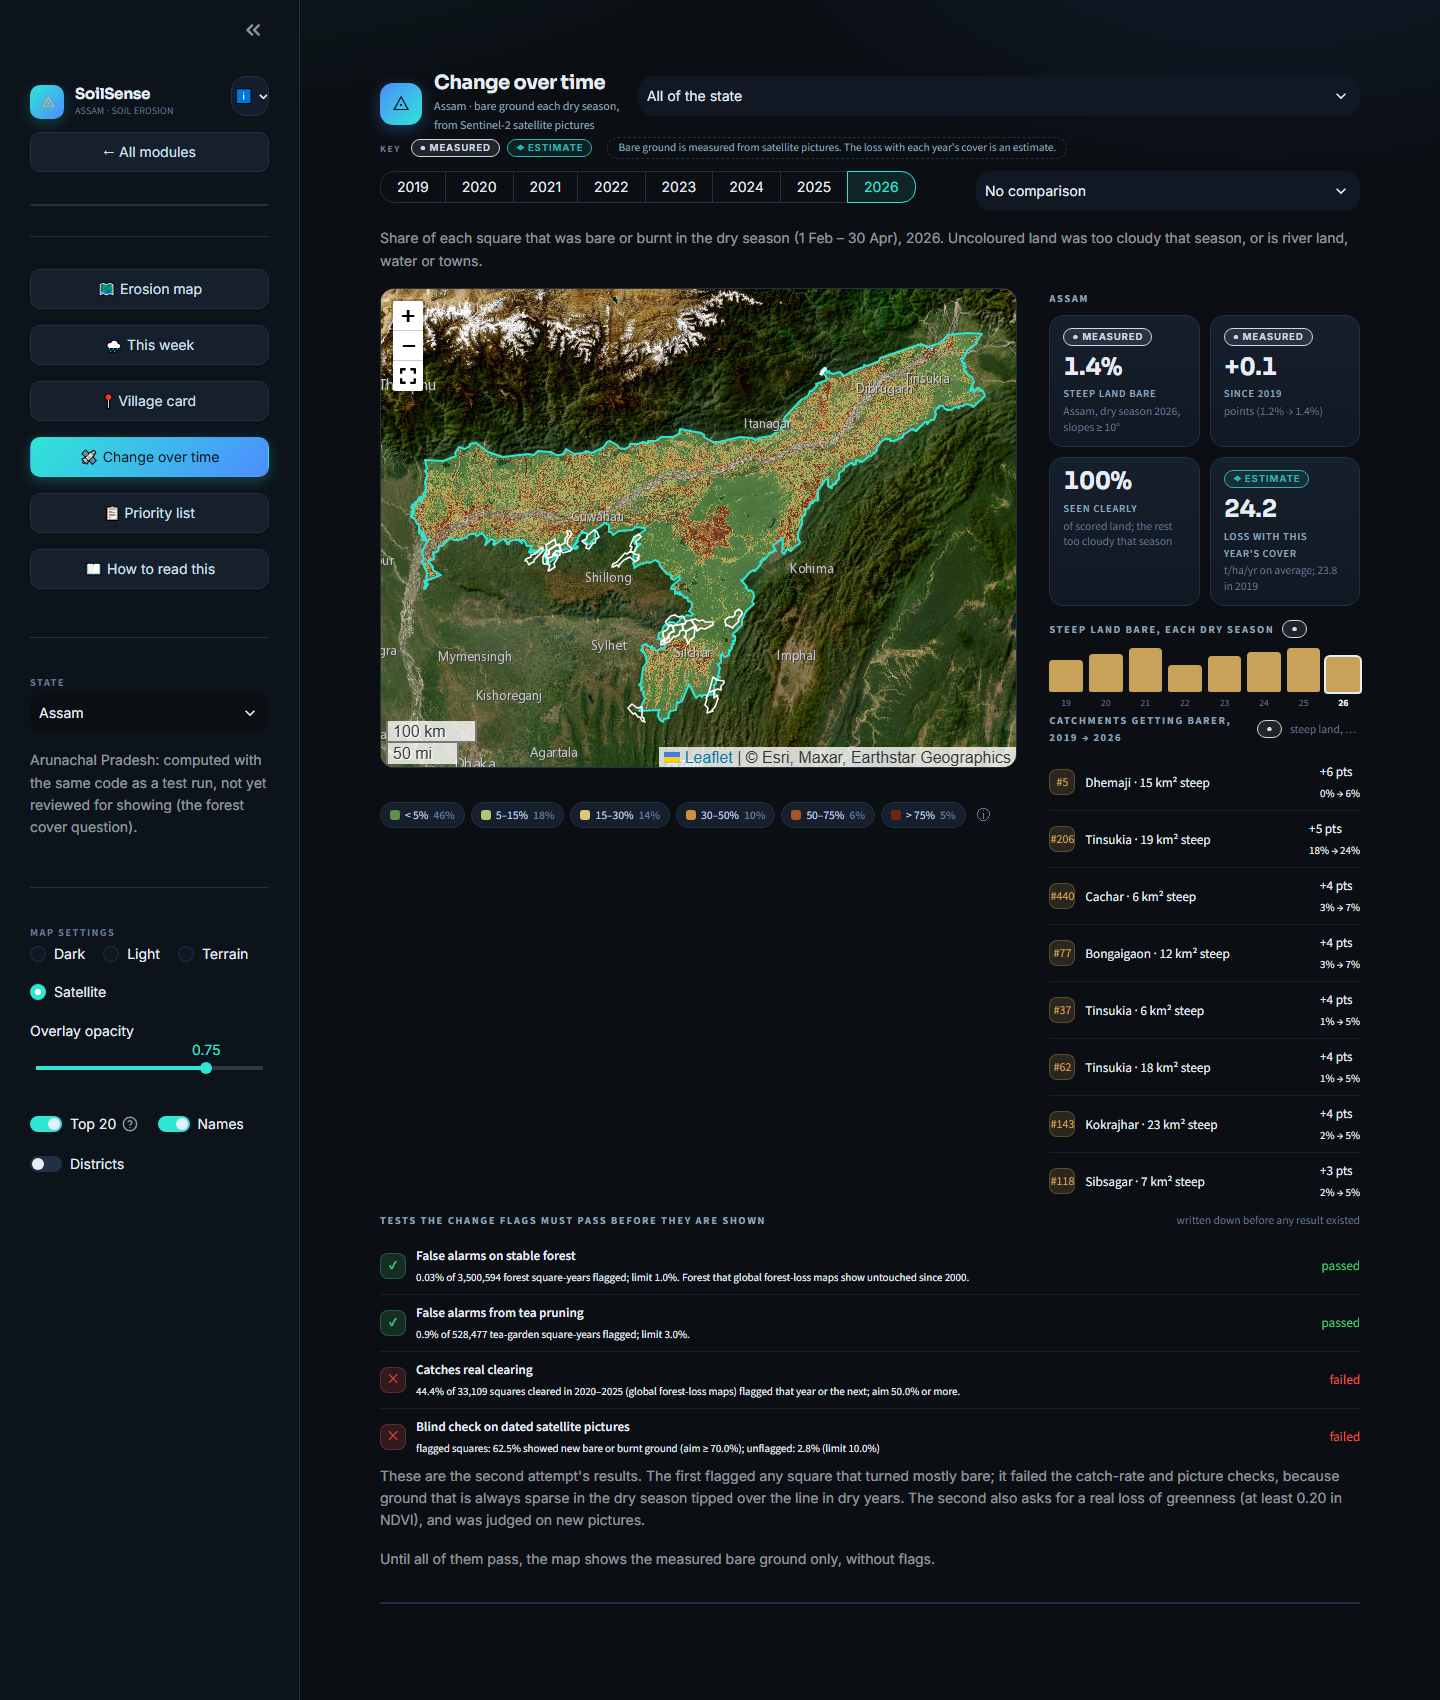 SoilSense
ASSAM · SOIL EROSION
← All modules
Erosion map
This week
Village card
Change over time
Priority list
How to read this
STATE
Assam
Arunachal Pradesh: computed with
the same code as a test run, not yet
reviewed for showing (the forest
cover question).
MAP SETTINGS
Dark
Light
Terrain
Satellite
Overlay opacity
0.75
Top 20
Names
Districts
Change over time
Assam · bare ground each dry season,
from Sentinel-2 satellite pictures
All of the state
KEY
● MEASURED
◆ ESTIMATE
Bare ground is measured from satellite pictures. The loss with each year's cover is an estimate.
2019
2020
2021
2022
2023
2024
2025
2026
No comparison
Share of each square that was bare or burnt in the dry season (1 Feb – 30 Apr), 2026. Uncoloured land was too cloudy that season, or is river land,
water or towns.
+
−
Tinsukia
Dibrugarh
Itanagar
Guwahati
Shillong
Kohima
Sylhet
Silchar
Imphal
Mymensingh
Kishoreganj
Agartala
Dhaka
100 km
50 mi
Leaflet | © Esri, Maxar, Earthstar Geographics
< 5% 46%
5–15% 18%
15–30% 14%
30–50% 10%
50–75% 6%
> 75% 5%
ASSAM
● MEASURED
1.4%
STEEP LAND BARE
Assam, dry season 2026,
slopes ≥ 10°
● MEASURED
+0.1
SINCE 2019
points (1.2% → 1.4%)
100%
SEEN CLEARLY
of scored land; the rest
too cloudy that season
◆ ESTIMATE
24.2
LOSS WITH THIS
YEAR'S COVER
t/ha/yr on average; 23.8
in 2019
STEEP LAND BARE, EACH DRY SEASON
19
20
21
22
23
24
25
26
CATCHMENTS GETTING BARER,
2019 → 2026
steep land, ...
#5
Dhemaji · 15 km² steep
+6 pts
0% → 6%
#206
Tinsukia · 19 km² steep
+5 pts
18% → 24%
#440
Cachar · 6 km² steep
+4 pts
3% → 7%
#77
Bongaigaon · 12 km² steep
+4 pts
3% → 7%
#37
Tinsukia · 6 km² steep
+4 pts
1% → 5%
#62
Tinsukia · 18 km² steep
+4 pts
1% → 5%
#143
Kokrajhar · 23 km² steep
+4 pts
2% → 5%
#118
Sibsagar · 7 km² steep
+3 pts
2% → 5%
TESTS THE CHANGE FLAGS MUST PASS BEFORE THEY ARE SHOWN
written down before any result existed
False alarms on stable forest
0.03% of 3,500,594 forest square-years flagged; limit 1.0%. Forest that global forest-loss maps show untouched since 2000.
passed
False alarms from tea pruning
0.9% of 528,477 tea-garden square-years flagged; limit 3.0%.
passed
Catches real clearing
44.4% of 33,109 squares cleared in 2020–2025 (global forest-loss maps) flagged that year or the next; aim 50.0% or more.
failed
Blind check on dated satellite pictures
flagged squares: 62.5% showed new bare or burnt ground (aim ≥ 70.0%); unflagged: 2.8% (limit 10.0%)
failed
These are the second attempt's results. The first flagged any square that turned mostly bare; it failed the catch-rate and picture checks, because
ground that is always sparse in the dry season tipped over the line in dry years. The second also asks for a real loss of greenness (at least 0.20 in
NDVI), and was judged on new pictures.
Until all of them pass, the map shows the measured bare ground only, without flags.